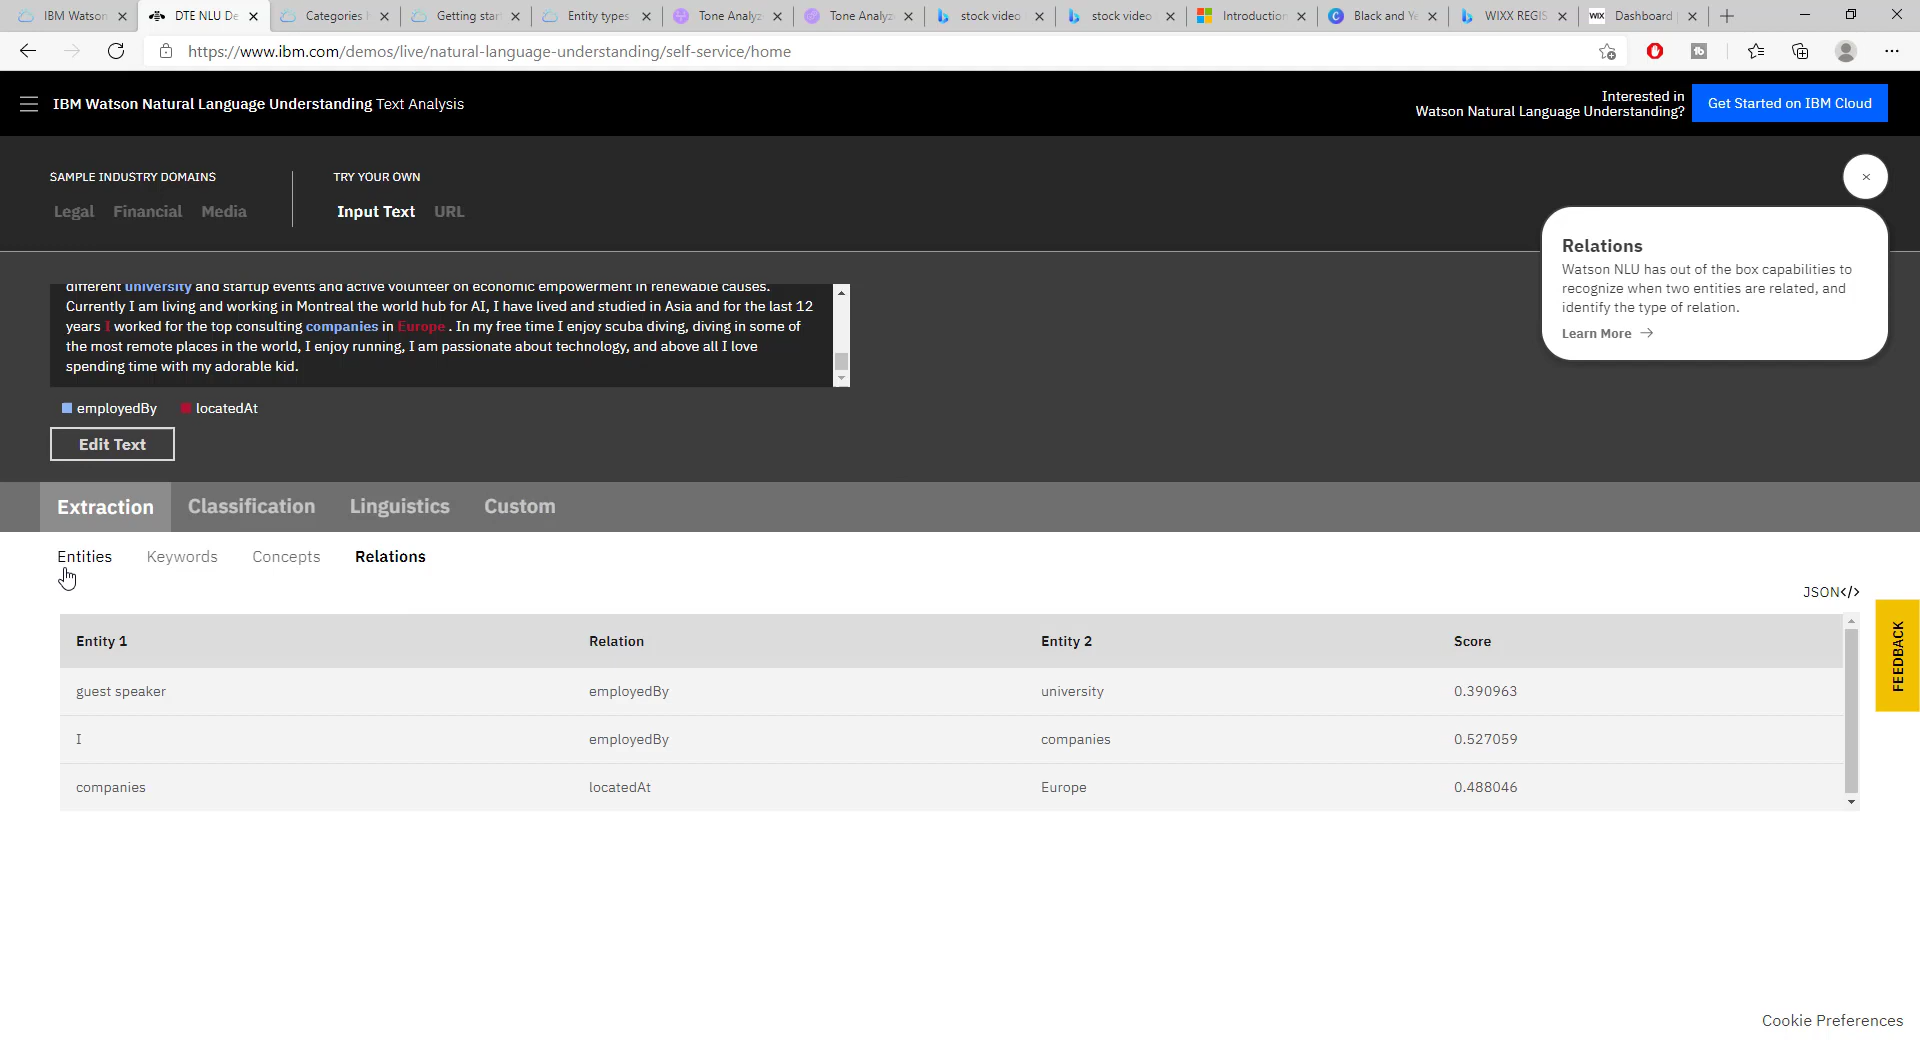 IBM Watson
DTE NLU De
Categories
Getting star
Entity types
Tone Analyz
Tone Analyz
stock video
stock video
Introduction
Black and Ye
WIXX REGIS
WIX Dashboard
https://www.ibm.com/demos/live/natural-language-understanding/self-service/home
IBM Watson Natural Language Understanding Text Analysis
Interested in
Watson Natural Language Understanding?
Get Started on IBM Cloud
SAMPLE INDUSTRY DOMAINS
TRY YOUR OWN
Legal Financial Media
Input Text URL
different university and startup events and active volunteer on economic empowerment in renewable causes.
Currently I am living and working in Montreal the world hub for AI, I have lived and studied in Asia and for the last 12
years I worked for the top consulting companies in Europe . In my free time I enjoy scuba diving, diving in some of
the most remote places in the world, I enjoy running, I am passionate about technology, and above all I love
spending time with my adorable kid.
employedBy locatedAt
Edit Text
Relations
Watson NLU has out of the box capabilities to
recognize when two entities are related, and
identify the type of relation.
Learn More
Extraction Classification Linguistics Custom
Entities Keywords Concepts Relations
JSON</>
Entity 1 Relation Entity 2 Score
guest speaker employedBy university 0.390963
I employedBy companies 0.527059
companies locatedAt Europe 0.488046
FEEDBACK
Cookie Preferences